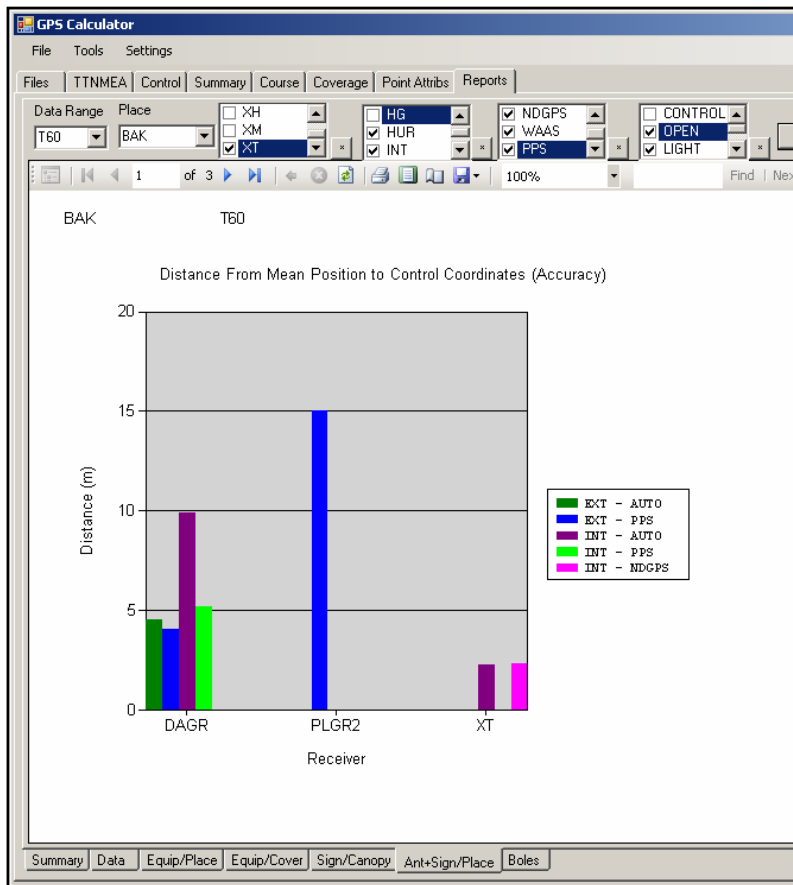 GPS Calculator
File Tools Settings
Files TTNMEA Control Summary Course Coverage Point Attribs Reports
Data Range Place
T60 BAK
XH
XM
XT
*
HG
HUR
INT
*
NDGPS
WAAS
PPS
*
CONTROL
OPEN
LIGHT
*
1 of 3 100% Find Nex
BAK T60
Distance From Mean Position to Control Coordinates (Accuracy)
20
15
10
5
0
Distance (m)
DAGR PLGR2 XT
Receiver
EXT - AUTO
EXT - PPS
INT - AUTO
INT - PPS
INT - NDGPS
Summary Data Equip/Place Equip/Cover Sign/Canopy Ant+Sign/Place Boles